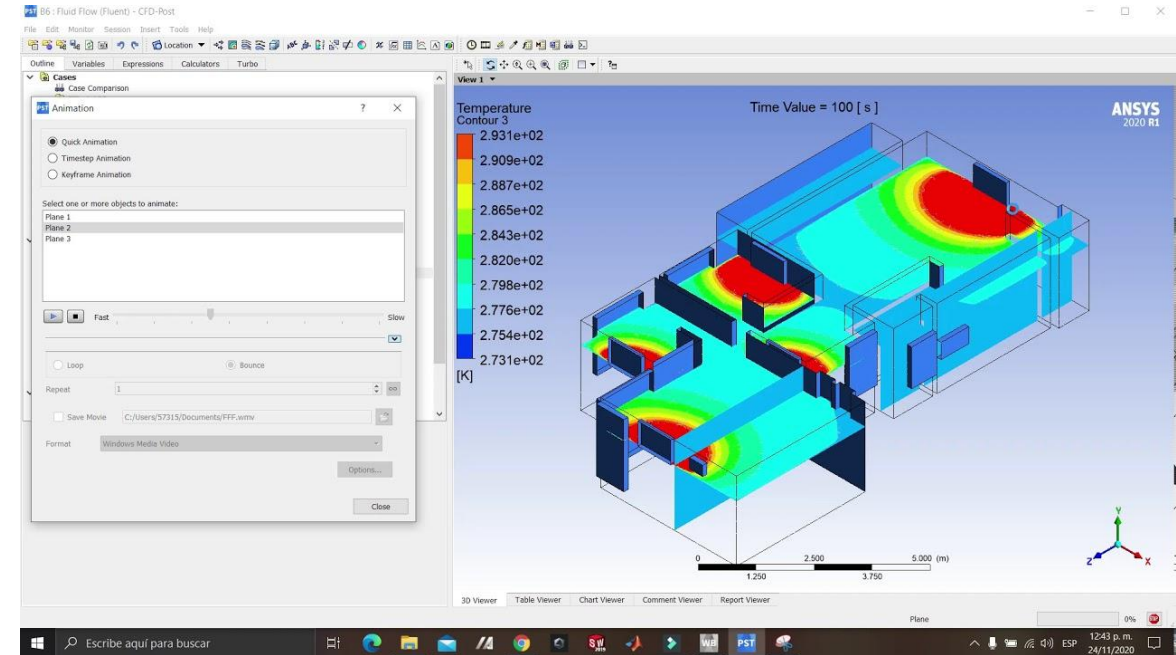 B6 : Fluid Flow (Fluent) - CFD-Post
File Edit Monitor Session Insert Tools Help
Location
Outline Variables Expressions Calculators Turbo
Cases
Case Comparison
Animation
?
Quick Animation
Timestep Animation
Keyframe Animation
Select one or more objects to animate:
Plane 1
Plane 2
Plane 3
Fast
Slow
Loop
Bounce
Repeat
1
Save Movie
C:/Users/57315/Documents/FFF.wmv
Format
Windows Media Video
Options...
Close
View 1
Temperature
Contour 3
2.931e+02
2.909e+02
2.887e+02
2.865e+02
2.843e+02
2.820e+02
2.798e+02
2.776e+02
2.754e+02
2.731e+02
[K]
Time Value = 100 [ s ]
ANSYS
2020 R1
Y
Z
X
0 2.500 5.000 (m)
1.250 3.750
3D Viewer Table Viewer Chart Viewer Comment Viewer Report Viewer
Plane
0%
Escribe aquí para buscar
SW
2019
WB
PST
ESP
12:43 p. m.
24/11/2020